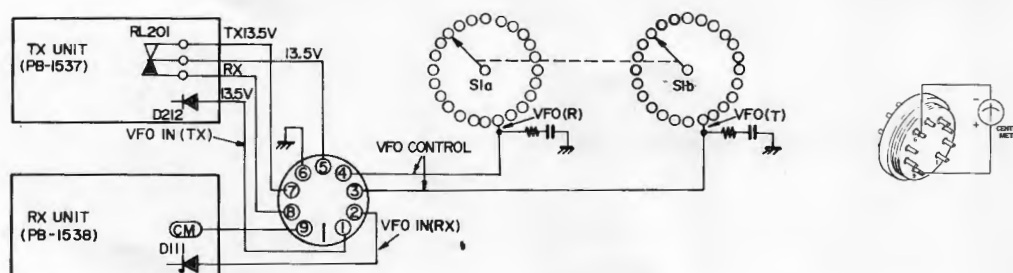 TX UNIT
(PB-1537)
RL201
TX13.5V
13.5V
RX
13.5V
D212
VFO IN (TX)
S1a
S1b
VFO(R)
VFO(T)
VFO CONTROL
6
5
4
7
3
8
2
9
1
VFO IN(RX)
RX UNIT
(PB-1538)
CM
D111
-
+
CENT
MET